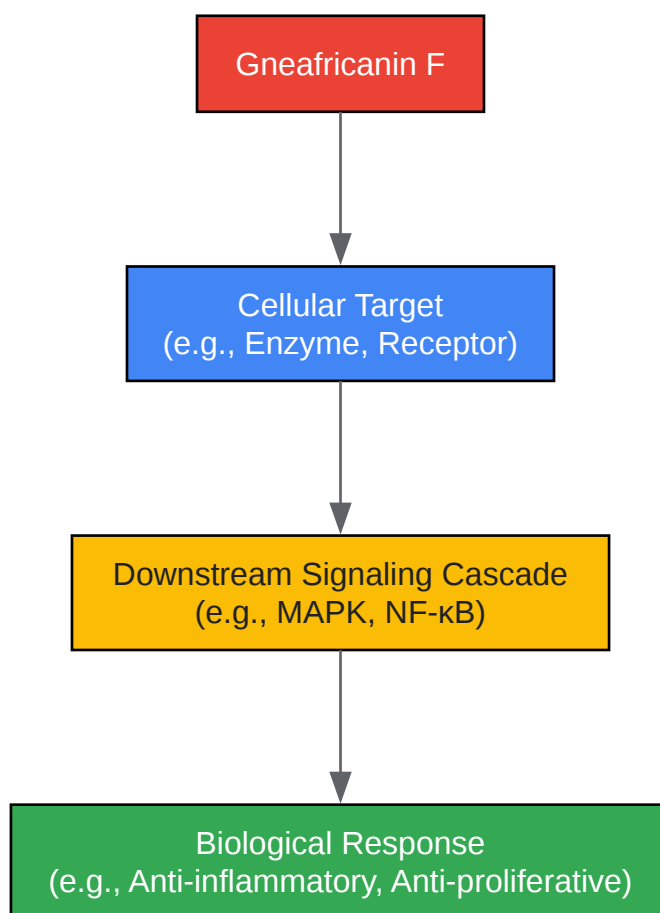 Gneafricanin F
Cellular Target
(e.g., Enzyme, Receptor)
Downstream Signaling Cascade
(e.g., MAPK, NF-κB)
Biological Response
(e.g., Anti-inflammatory, Anti-proliferative)